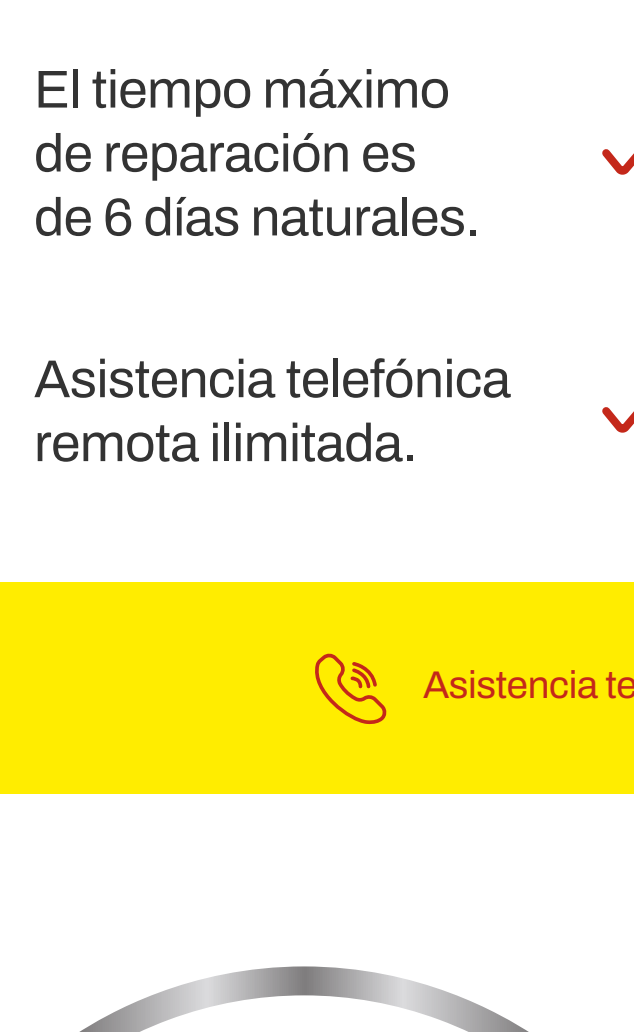 El tiempo máximo
de reparación es
de 6 días naturales.
Asistencia telefónica
remota ilimitada.
Asistencia te